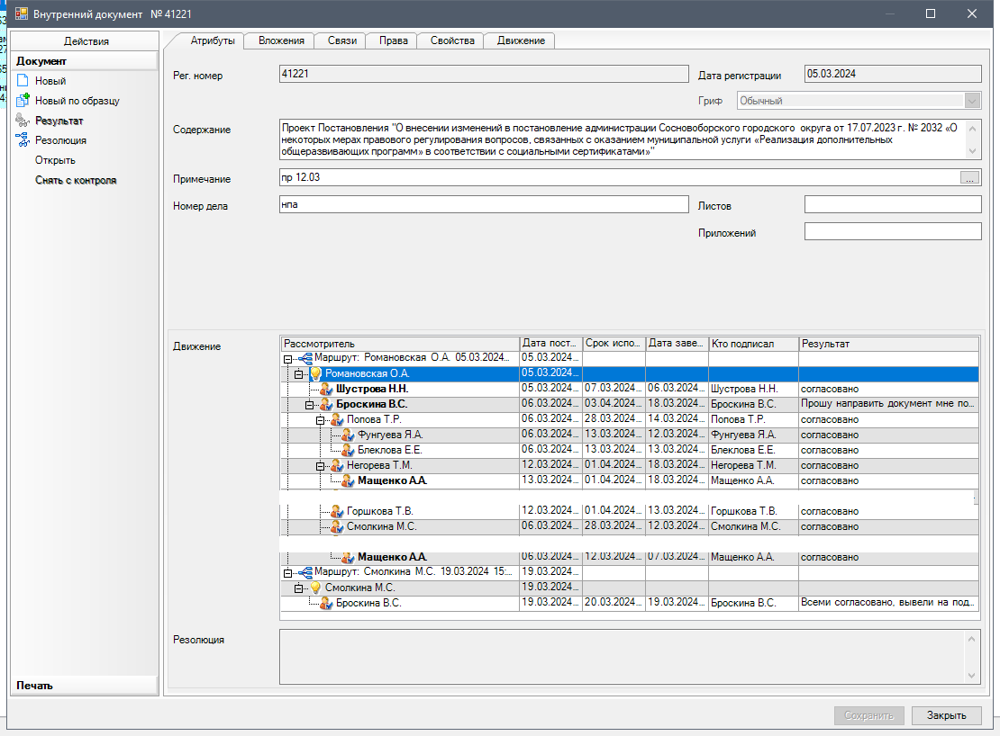 Внутренний документ № 41221
Действия
Документ
Новый
Новый по образцу
Результат
Резолюция
Открыть
Снять с контроля
Печать
Атрибуты Вложения Связи Права Свойства Движение
Рег. номер 41221 Дата регистрации 05.03.2024
Гриф Обычный
Содержание
Проект Постановления "О внесении изменений в постановление администрации Сосновоборского городского округа от 17.07.2023 г. № 2032 «О
некоторых мерах правового регулирования вопросов, связанных с оказанием муниципальной услуги «Реализация дополнительных
общеразвивающих программ» в соответствии с социальными сертификатами»"
Примечание пр 12.03 ...
Номер дела нпа Листов
Приложений
Движение
Рассмотритель Дата пост... Срок испо... Дата заве... Кто подписал Результат
Маршрут: Романовская О.А. 05.03.2024... 05.03.2024...
Романовская О.А. 05.03.2024...
Шустрова Н.Н. 05.03.2024... 07.03.2024... 06.03.2024... Шустрова Н.Н. согласовано
Броскина В.С. 06.03.2024... 03.04.2024... 18.03.2024... Броскина В.С. Прошу направить документ мне по...
Попова Т.Р. 06.03.2024... 28.03.2024... 14.03.2024... Попова Т.Р. согласовано
Фунгуева Я.А. 06.03.2024... 13.03.2024... 12.03.2024... Фунгуева Я.А. согласовано
Блеклова Е.Е. 06.03.2024... 13.03.2024... 13.03.2024... Блеклова Е.Е. согласовано
Негорева Т.М. 12.03.2024... 01.04.2024... 18.03.2024... Негорева Т.М. согласовано
Мащенко А.А. 13.03.2024... 01.04.2024... 18.03.2024... Мащенко А.А. согласовано
Горшкова Т.В. 12.03.2024... 01.04.2024... 13.03.2024... Горшкова Т.В. согласовано
Смолкина М.С. 06.03.2024... 28.03.2024... 12.03.2024... Смолкина М.С. согласовано
Мащенко А.А. 06.03.2024... 12.03.2024... 07.03.2024... Мащенко А.А. согласовано
Маршрут: Смолкина М.С. 19.03.2024 15:... 19.03.2024...
Смолкина М.С. 19.03.2024...
Броскина В.С. 19.03.2024... 20.03.2024... 19.03.2024... Броскина В.С. Всеми согласовано, вывели на под...
Резолюция
Сохранить Закрыть